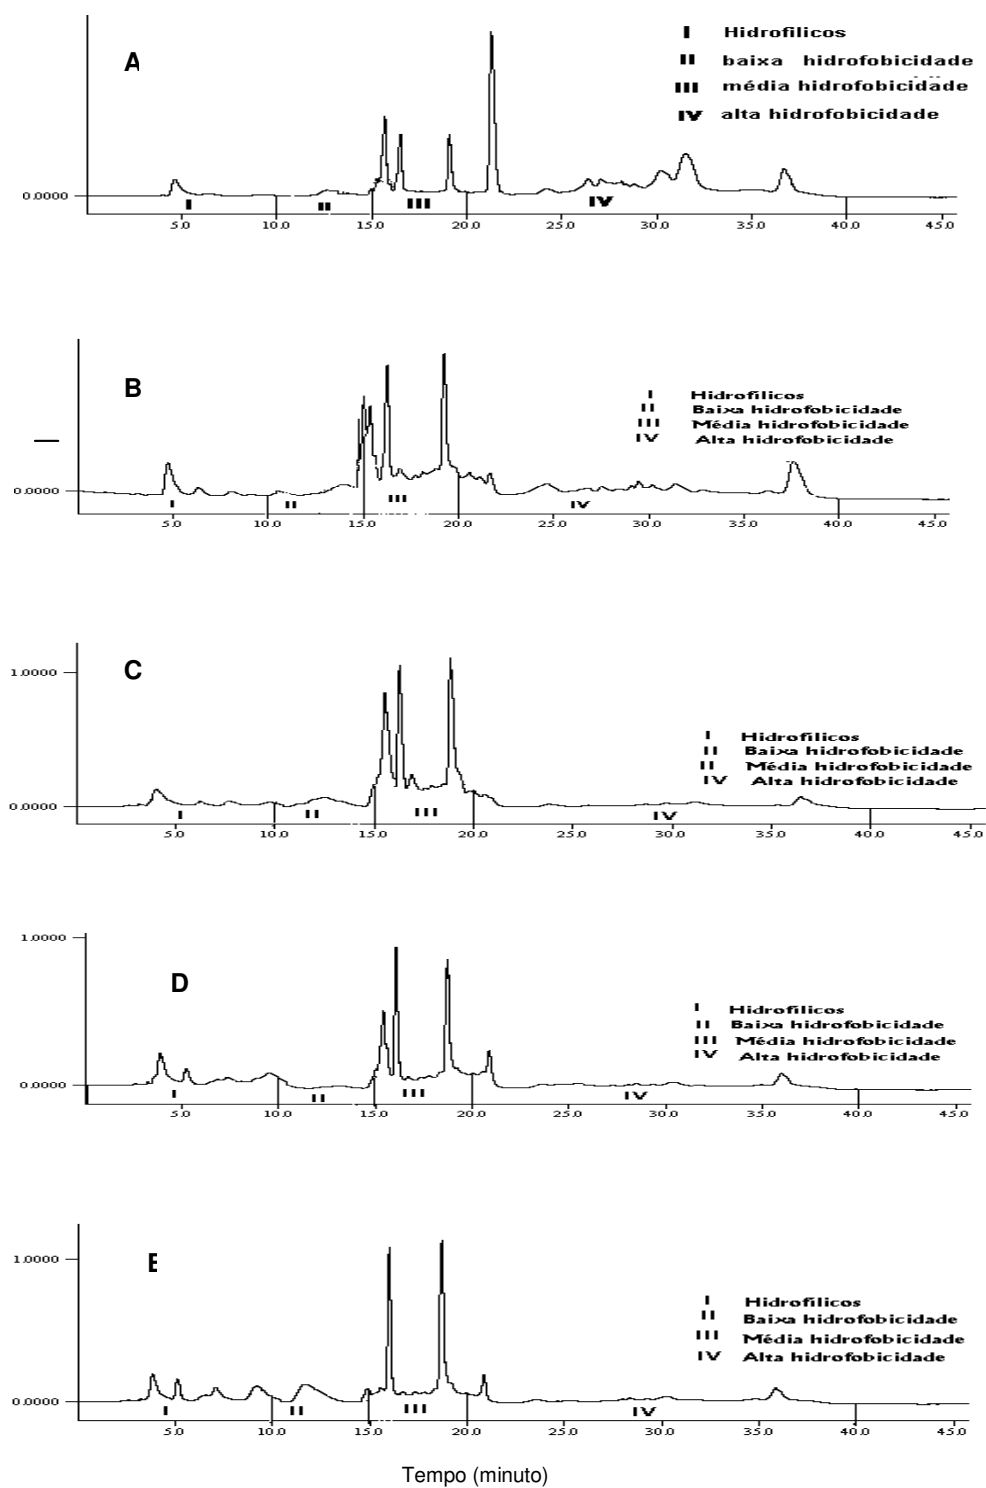 A
I Hidrofilicos
II baixa hidrofobicidade
III média hidrofobicidade
IV alta hidrofobicidade
0.0000
I II III IV
5.0 10.0 15.0 20.0 25.0 30.0 35.0 40.0 45.0
B
I Hidrofilicos
II Baixa hidrofobicidade
III Média hidrofobicidade
IV Alta hidrofobicidade
0.0000
I II III IV
5.0 10.0 15.0 20.0 25.0 30.0 35.0 40.0 45.0
1.0000
C
I Hidrofilicos
II Baixa hidrofobicidade
II Média hidrofobicidade
IV Alta hidrofobicidade
0.0000
I II III IV
5.0 10.0 15.0 20.0 25.0 30.0 35.0 40.0 45.0
1.0000
D
I Hidrofilicos
II Baixa hidrofobicidade
III Média hidrofobicidade
IV Alta hidrofobicidade
0.0000
I II III IV
5.0 10.0 15.0 20.0 25.0 30.0 35.0 40.0 45.0
1.0000
E
I Hidrofilicos
II Baixa hidrofobicidade
III Média hidrofobicidade
IV Alta hidrofobicidade
0.0000
I II III IV
5.0 10.0 15.0 20.0 25.0 30.0 35.0 40.0 45.0
Tempo (minuto)